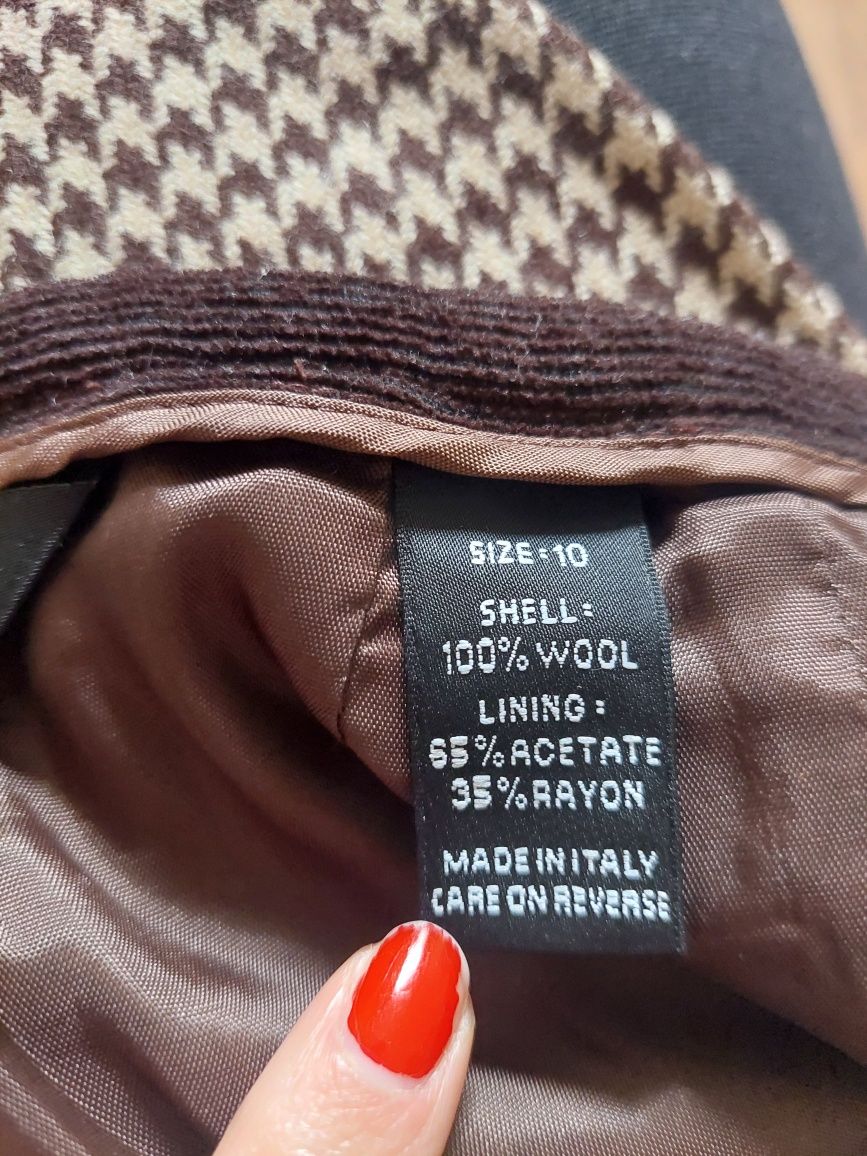 SIZE:10
SHELL:
100% WOOL
LINING:
65%ACETATE
35%RAYON
MADE IN ITALY
CARE ON REVERSE